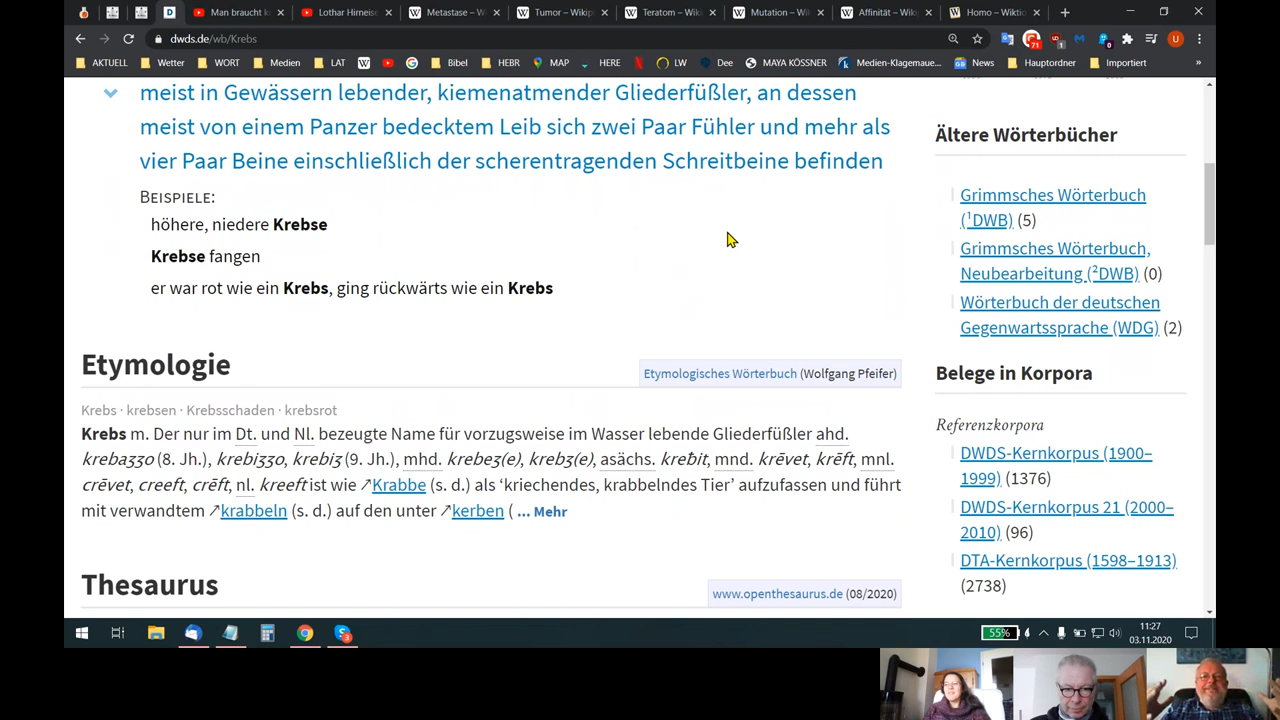 Man braucht k
Lothar Hirneise
Metastase – W
Tumor – Wikip
Teratom – Wiki
Mutation – Wi
Affinität – Wiki
Homo – Wiktio
dwds.de/wb/Krebs
AKTUELL Wetter WORT Medien LAT Bibel HEBR MAP HERE LW Dee MAYA KÖSSNER Medien-Klagemaue... News Hauptordner Importiert »
meist in Gewässern lebender, kiemenatmender Gliederfüßler, an dessen
meist von einem Panzer bedecktem Leib sich zwei Paar Fühler und mehr als
vier Paar Beine einschließlich der scherentragenden Schreitbeine befinden
BEISPIELE:
höhere, niedere Krebse
Krebse fangen
er war rot wie ein Krebs, ging rückwärts wie ein Krebs
Etymologie
Etymologisches Wörterbuch (Wolfgang Pfeifer)
Krebs · krebsen · Krebsschaden · krebsrot
Krebs m. Der nur im Dt. und Nl. bezeugte Name für vorzugsweise im Wasser lebende Gliederfüßler ahd.
krebaʒʒo (8. Jh.), krebiʒʒo, krebiʒ (9. Jh.), mhd. krebeʒ(e), krebʒ(e), asächs. kreƀit, mnd. krēvet, krēft, mnl.
crēvet, creeft, crēft, nl. kreeft ist wie ↗Krabbe (s. d.) als ‘kriechendes, krabbelndes Tier’ aufzufassen und führt
mit verwandtem ↗krabbeln (s. d.) auf den unter ↗kerben ( ... Mehr
Thesaurus
www.openthesaurus.de (08/2020)
Ältere Wörterbücher
Grimmsches Wörterbuch
(¹DWB) (5)
Grimmsches Wörterbuch,
Neubearbeitung (²DWB) (0)
Wörterbuch der deutschen
Gegenwartssprache (WDG) (2)
Belege in Korpora
Referenzkorpora
DWDS-Kernkorpus (1900–
1999) (1376)
DWDS-Kernkorpus 21 (2000–
2010) (96)
DTA-Kernkorpus (1598–1913)
(2738)
55%
11:27
03.11.2020